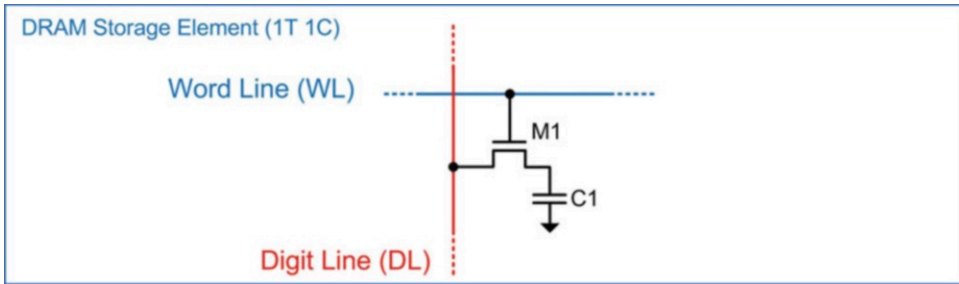 DRAM Storage Element (1T 1C)
Word Line (WL)
M1
C1
Digit Line (DL)